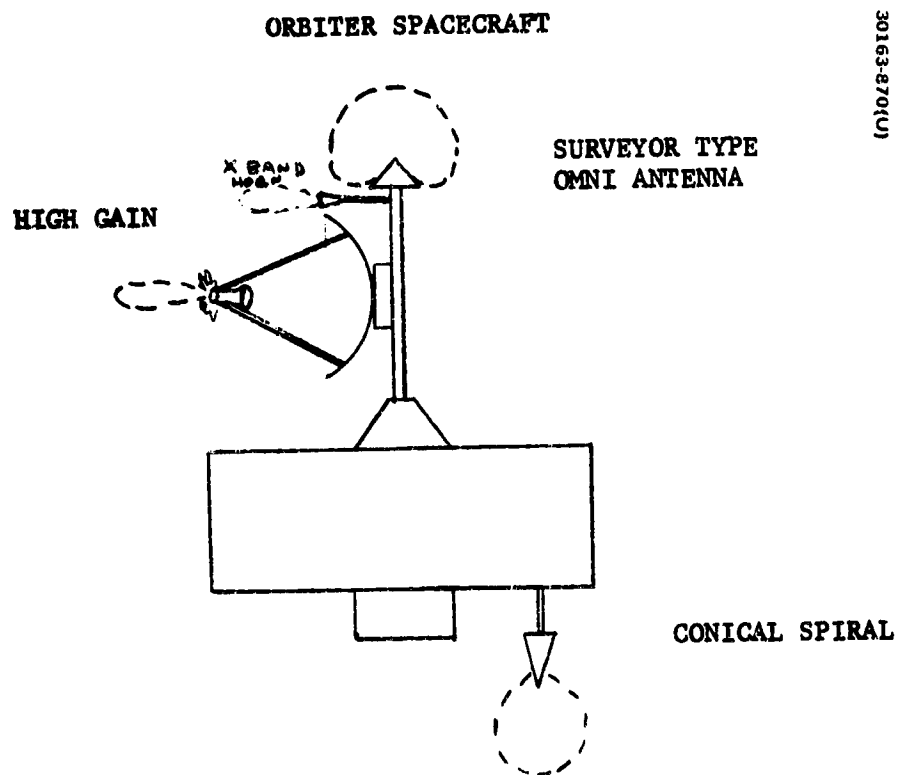 ORBITER SPACECRAFT
30163-870(U)
SURVEYOR TYPE
OMNI ANTENNA
X BAND
HORN
HIGH GAIN
CONICAL SPIRAL